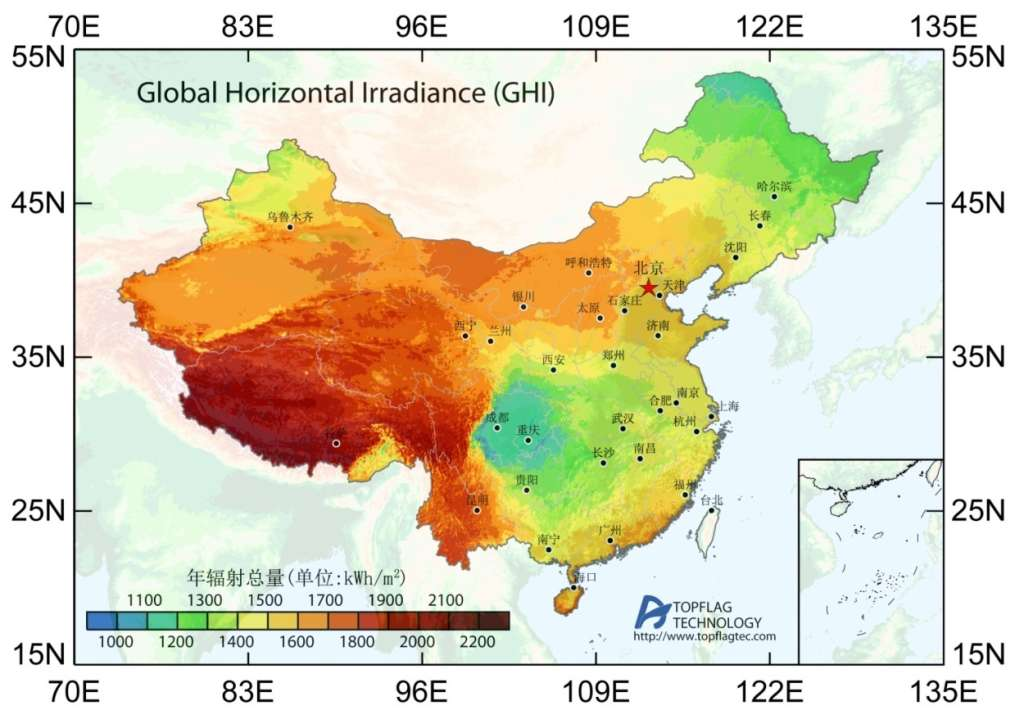 70E 83E 96E 109E 122E 135E
55N 55N
Global Horizontal Irradiance (GHI)
哈尔滨
45N 45N
乌鲁木齐
长春
沈阳
呼和浩特
北京
天津
银川
石家庄
太原
西宁
兰州
济南
35N 35N
西安
郑州
南京
合肥
上海
成都
武汉
杭州
重庆
南昌
长沙
贵阳
福州
25N 25N
昆明
台北
广州
南宁
海口
年辐射总量(单位:kWh/m²)
1100 1300 1500 1700 1900 2100
1000 1200 1400 1600 1800 2000 2200
TOPFLAG
TECHNOLOGY
http://www.topflagtec.com
15N 15N
70E 83E 96E 109E 122E 135E